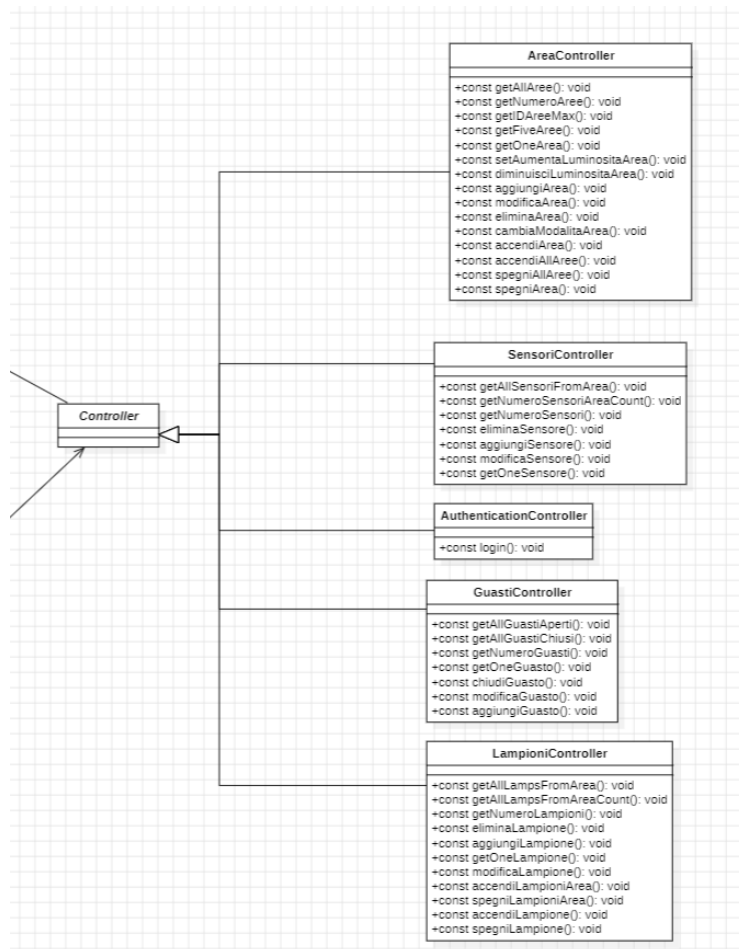 AreaController
+const getAllAree(): void
+const getNumeroAree(): void
+const getIDAreeMax(): void
+const getFiveAree(): void
+const getOneArea(): void
+const setAumentaLuminositaArea(): void
+const diminuisciLuminositaArea(): void
+const aggiungiArea(): void
+const modificaArea(): void
+const eliminaArea(): void
+const cambiaModalitaArea(): void
+const accendiArea(): void
+const accendiAllAree(): void
+const spegniAllAree(): void
+const spegniArea(): void
SensoriController
+const getAllSensoriFromArea(): void
+const getNumeroSensoriAreaCount(): void
+const getNumeroSensori(): void
+const eliminaSensore(): void
+const aggiungiSensore(): void
+const modificaSensore(): void
+const getOneSensore(): void
Controller
AuthenticationController
+const login(): void
GuastiController
+const getAllGuastiAperti(): void
+const getAllGuastiChiusi(): void
+const getNumeroGuasti(): void
+const getOneGuasto(): void
+const chiudiGuasto(): void
+const modificaGuasto(): void
+const aggiungiGuasto(): void
LampioniController
+const getAllLampsFromArea(): void
+const getAllLampsFromAreaCount(): void
+const getNumeroLampioni(): void
+const eliminaLampione(): void
+const aggiungiLampione(): void
+const getOneLampione(): void
+const modificaLampione(): void
+const accendiLampioniArea(): void
+const spegniLampioniArea(): void
+const accendiLampione(): void
+const spegniLampione(): void